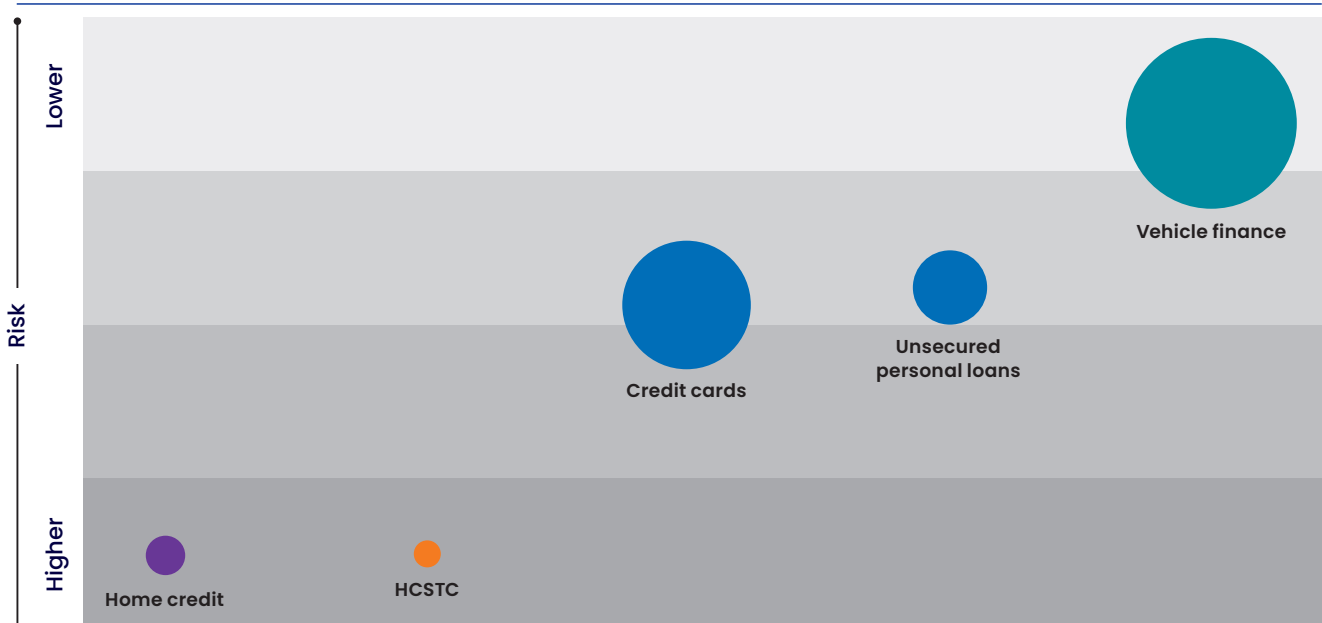 Lower
Risk
Higher
Vehicle finance
Unsecured
personal loans
Credit cards
Home credit
HCSTC